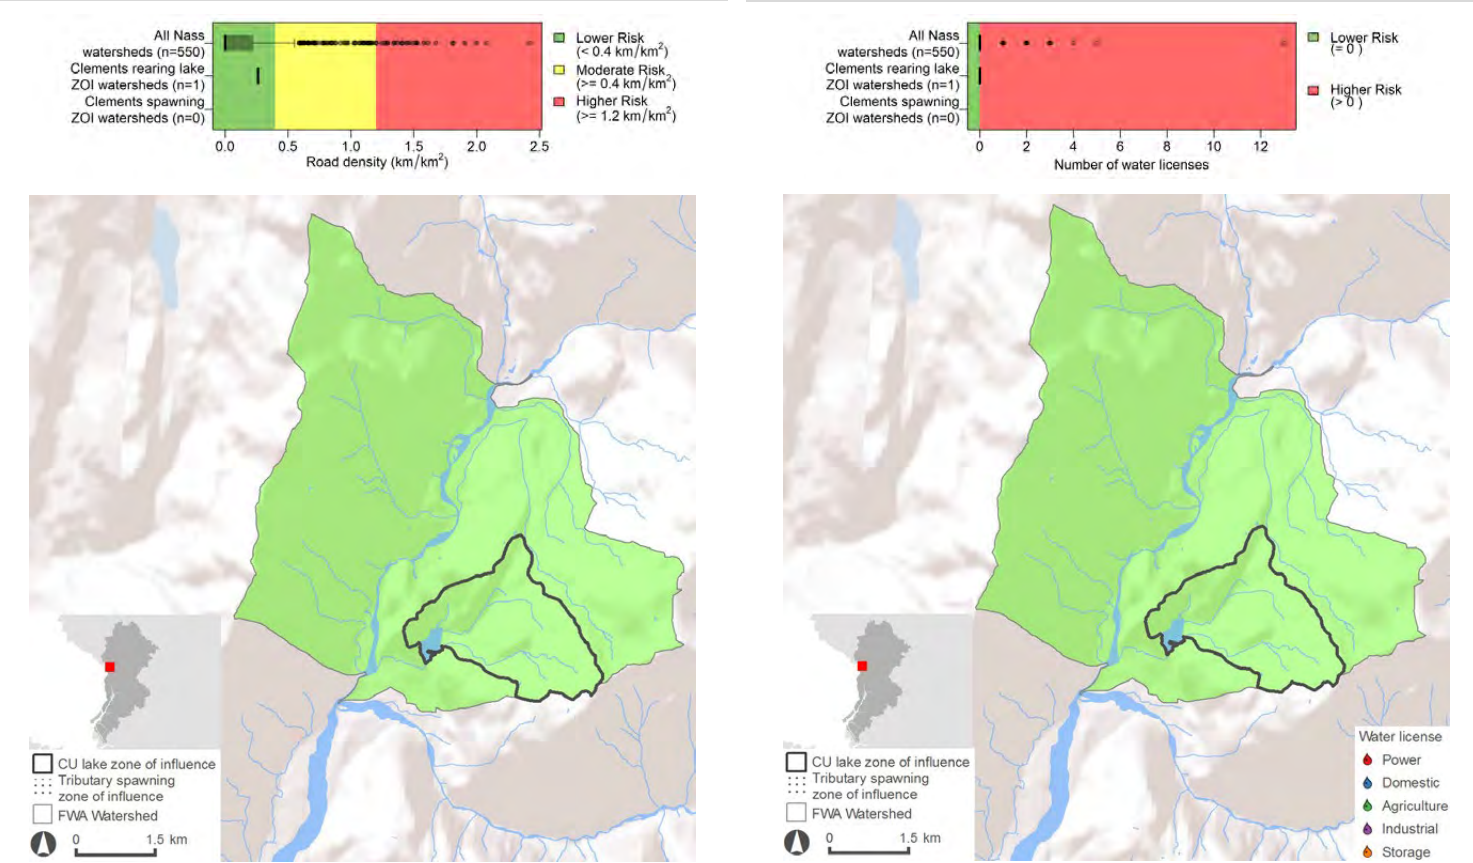 All Nass
watersheds (n=550)
Clements rearing lake
ZOI watersheds (n=1)
Clements spawning
ZOI watersheds (n=0)
0.0 0.5 1.0 1.5 2.0 2.5
Road density (km/km²)
Lower Risk
(< 0.4 km/km²)
Moderate Risk
(>= 0.4 km/km²)
Higher Risk
(>= 1.2 km/km²)
CU lake zone of influence
Tributary spawning
zone of influence
FWA Watershed
0 1.5 km
All Nass
watersheds (n=550)
Clements rearing lake
ZOI watersheds (n=1)
Clements spawning
ZOI watersheds (n=0)
0 2 4 6 8 10 12
Number of water licenses
Lower Risk
(= 0 )
Higher Risk
(> 0 )
CU lake zone of influence
Tributary spawning
zone of influence
FWA Watershed
0 1.5 km
Water license
Power
Domestic
Agriculture
Industrial
Storage